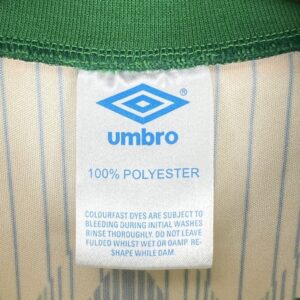 umbro
100% POLYESTER
COLOURFAST DYES ARE SUBJECT TO
BLEEDING DURING INITIAL WASHES
RINSE THOROUGHLY. DO NOT LEAVE
FULDED WHILST WET OR DAMP RE-
SHAPE WHILE DAM.